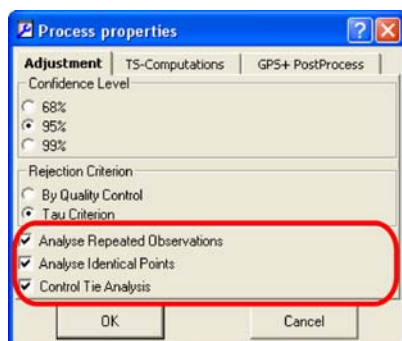 Process properties
Adjustment TS-Computations GPS+ PostProcess
Confidence Level
68%
95%
99%
Rejection Criterion
By Quality Control
Tau Criterion
Analyse Repeated Observations
Analyse Identical Points
Control Tie Analysis
OK Cancel